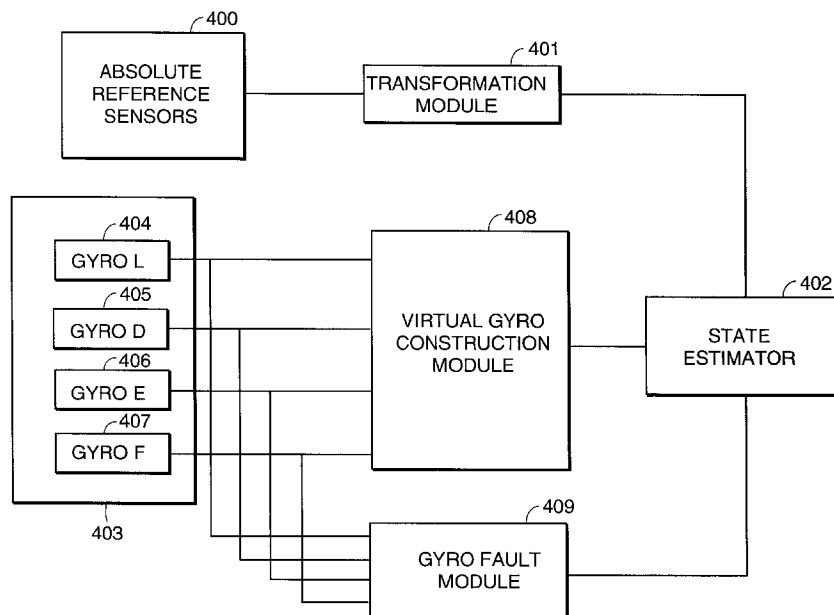 400
ABSOLUTE
REFERENCE
SENSORS
401
TRANSFORMATION
MODULE
404
GYRO L
405
GYRO D
406
GYRO E
407
GYRO F
403
408
VIRTUAL GYRO
CONSTRUCTION
MODULE
402
STATE
ESTIMATOR
409
GYRO FAULT
MODULE